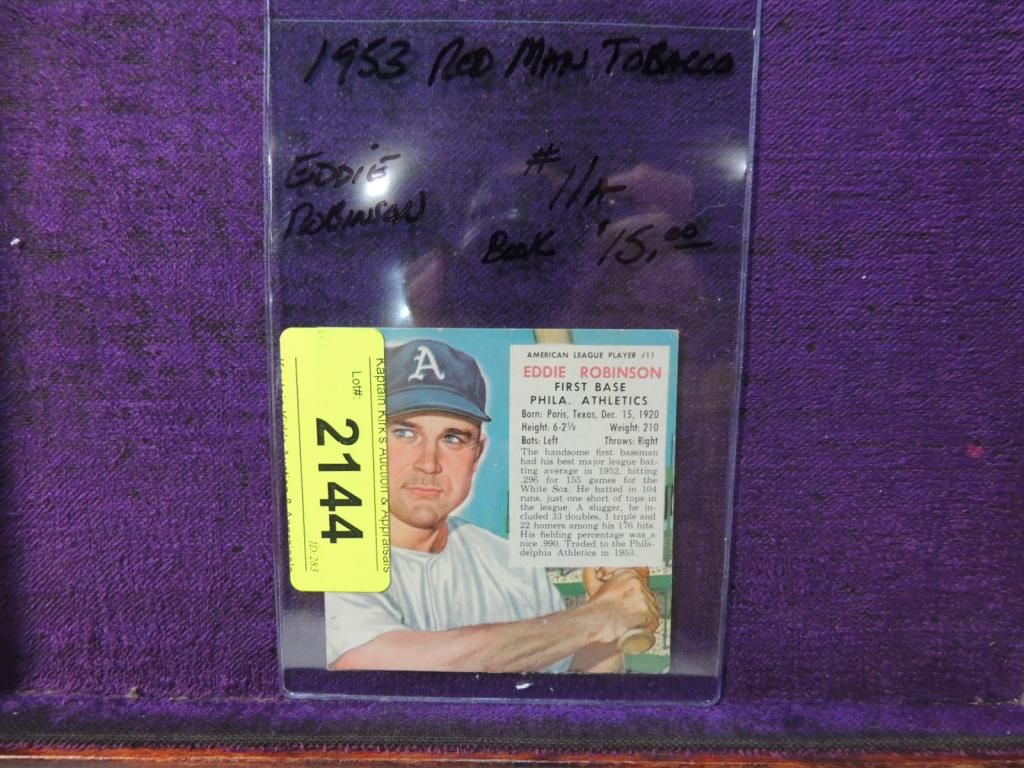 1953 RED MAN TOBACCO
EDDIE
ROBINSON
#11A
Book $15.00
Kaptain Kirk's Auction & Appraisals
Lot#:
2144
ID:283
A
AMERICAN LEAGUE PLAYER #11
EDDIE ROBINSON
FIRST BASE
PHILA. ATHLETICS
Born: Paris, Texas, Dec. 15, 1920
Height: 6-2½ Weight: 210
Bats: Left Throws: Right
The handsome first baseman
had his best major league bat-
ting average in 1952, hitting
.296 for 155 games for the
White Sox. He batted in 104
runs, just one short of tops in
the league. A slugger, he in-
cluded 33 doubles, 1 triple and
22 homers among his 176 hits.
His fielding percentage was a
nice .990. Traded to the Phila-
delphia Athletics in 1953.